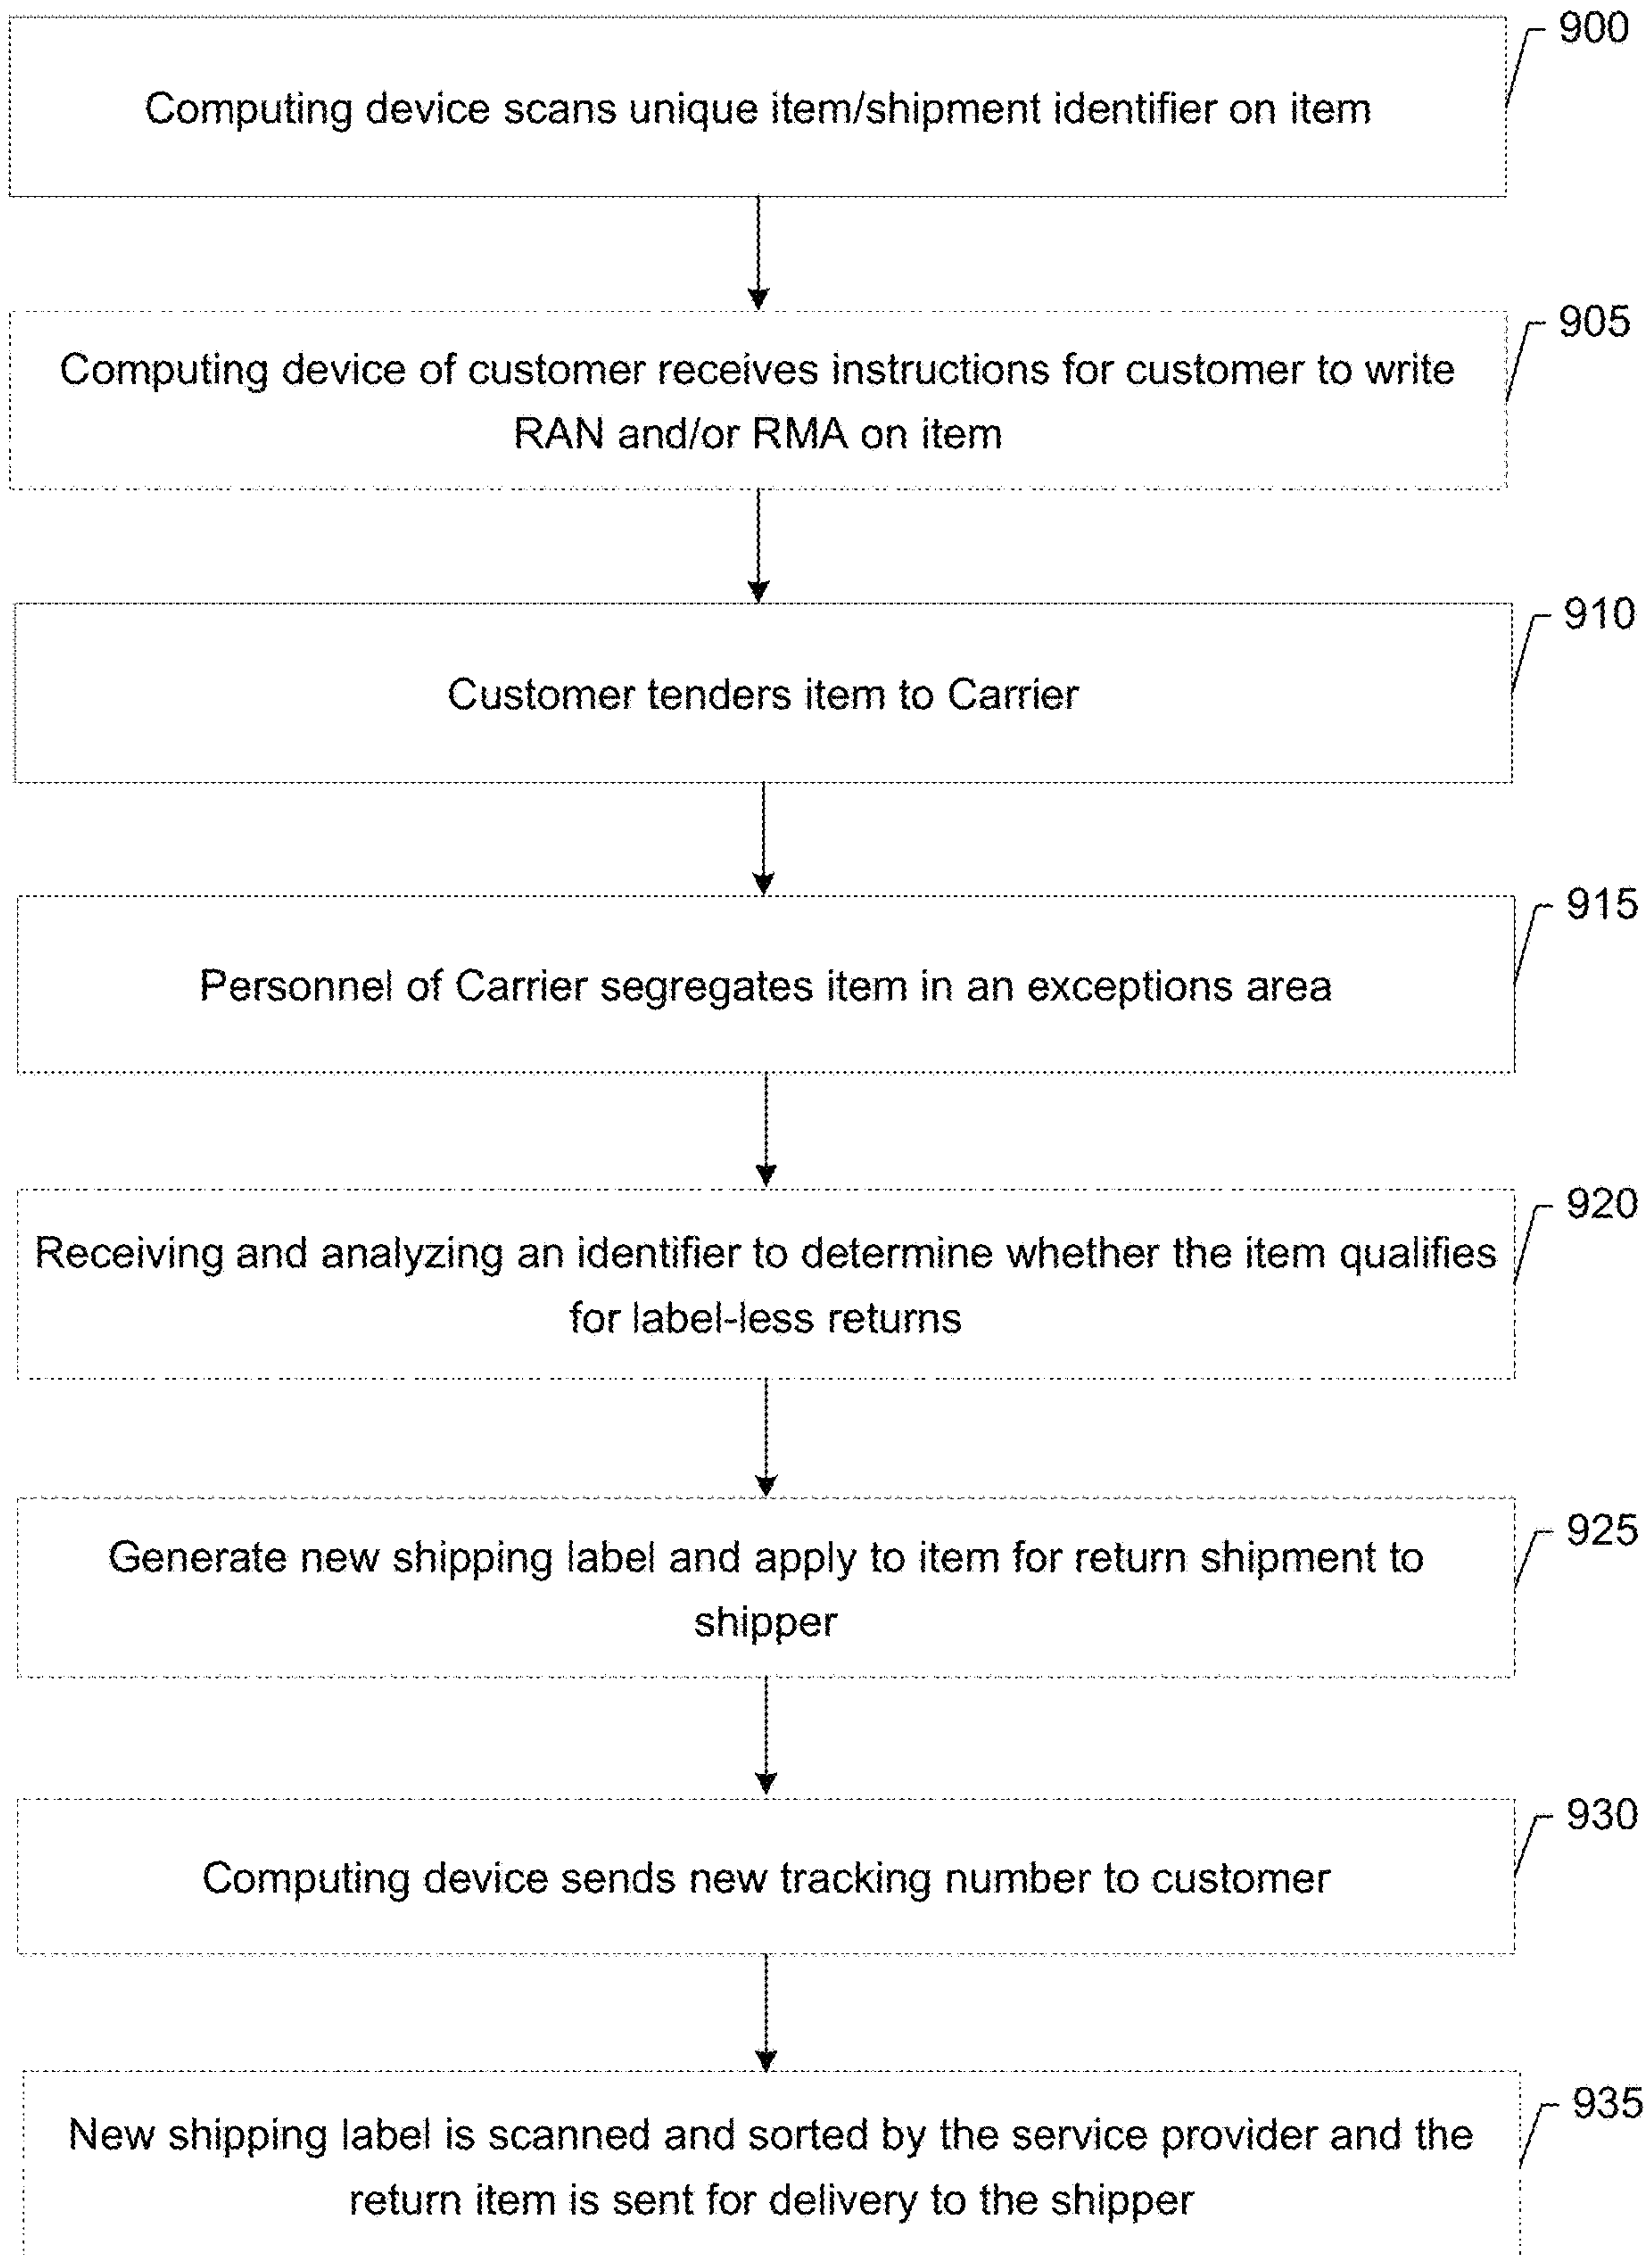 900
Computing device scans unique item/shipment identifier on item
905
Computing device of customer receives instructions for customer to write
RAN and/or RMA on item
910
Customer tenders item to Carrier
915
Personnel of Carrier segregates item in an exceptions area
920
Receiving and analyzing an identifier to determine whether the item qualifies
for label-less returns
925
Generate new shipping label and apply to item for return shipment to
shipper
930
Computing device sends new tracking number to customer
935
New shipping label is scanned and sorted by the service provider and the
return item is sent for delivery to the shipper